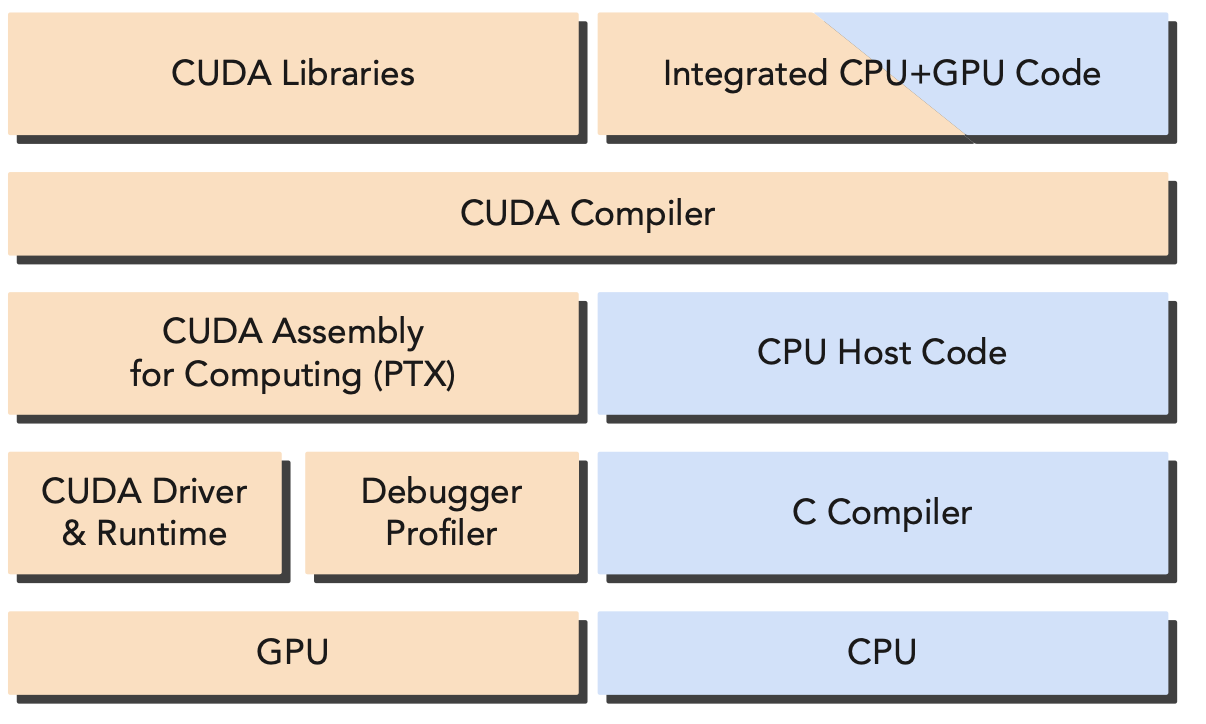 CUDA Libraries
Integrated CPU+GPU Code
CUDA Compiler
CUDA Assembly
for Computing (PTX)
CPU Host Code
CUDA Driver
& Runtime
Debugger
Profiler
C Compiler
GPU
CPU